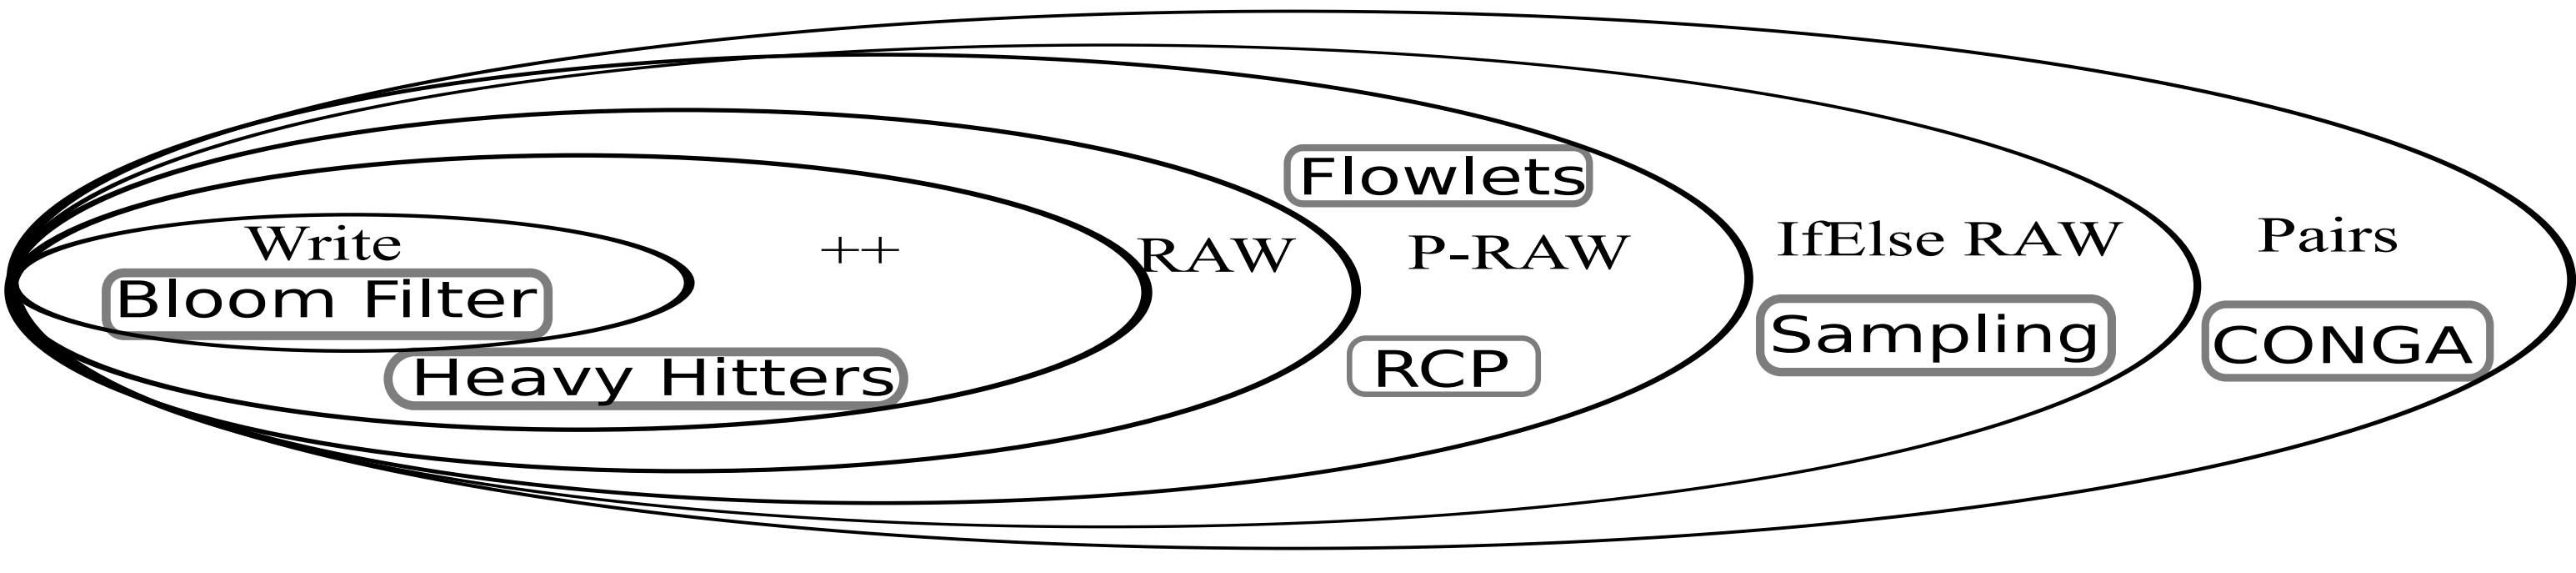 Write
Bloom Filter
Heavy Hitters
++
RAW
Flowlets
P-RAW
RCP
IfElse RAW
Sampling
Pairs
CONGA